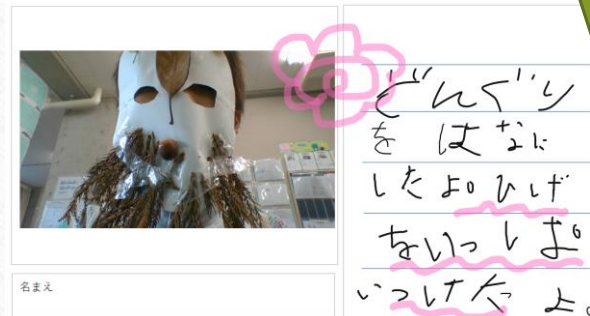 どんぐり
を はなに
したよ。ひげ
をいっぱ
いつけたよ。
名まえ